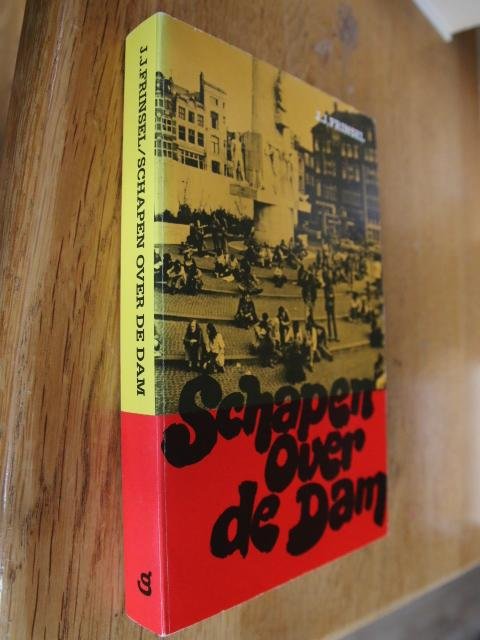 J.J.FRINSEL/SCHAPEN OVER DE DAM
J.J.FRINSEL
Schapen
over
de Dam